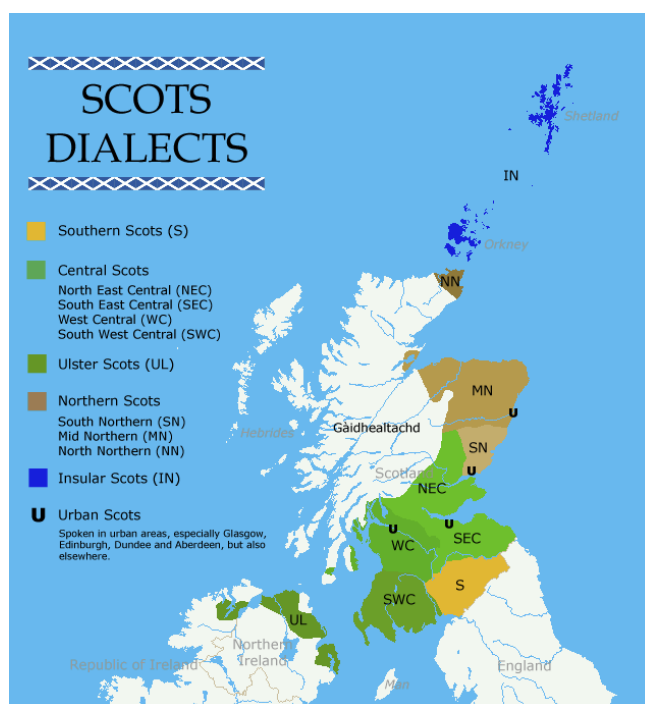 SCOTS
DIALECTS
Southern Scots (S)
Central Scots
North East Central (NEC)
South East Central (SEC)
West Central (WC)
South West Central (SWC)
Ulster Scots (UL)
Northern Scots
South Northern (SN)
Mid Northern (MN)
North Northern (NN)
Insular Scots (IN)
U Urban Scots
Spoken in urban areas, especially Glasgow,
Edinburgh, Dundee and Aberdeen, but also
elsewhere.
Shetland
IN
Orkney
NN
MN
U
Hebrides
Gàidhealtachd
SN
Scotland
U
NEC
U
U
WC
SEC
S
SWC
UL
Northern
Ireland
Republic of Ireland
England
Man